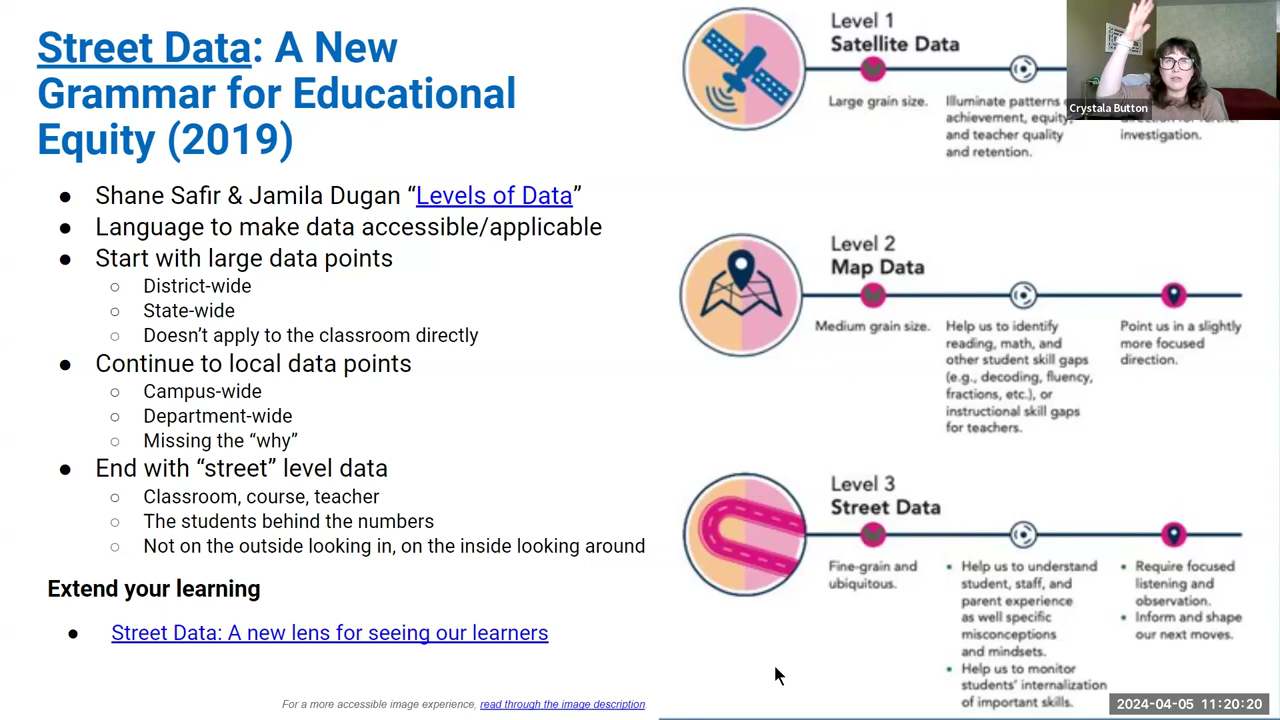 Street Data: A New
Grammar for Educational
Equity (2019)
● Shane Safir & Jamila Dugan “Levels of Data”
● Language to make data accessible/applicable
● Start with large data points
○ District-wide
○ State-wide
○ Doesn’t apply to the classroom directly
● Continue to local data points
○ Campus-wide
○ Department-wide
○ Missing the “why”
● End with “street” level data
○ Classroom, course, teacher
○ The students behind the numbers
○ Not on the outside looking in, on the inside looking around
Extend your learning
● Street Data: A new lens for seeing our learners
For a more accessible image experience, read through the image description.
Level 1
Satellite Data
Large grain size.
Illuminate patterns
achievement, equity,
and teacher quality
and retention.
investigation.
Crystala Button
Level 2
Map Data
Medium grain size.
Help us to identify
reading, math, and
other student skill gaps
(e.g., decoding, fluency,
fractions, etc.), or
instructional skill gaps
for teachers.
Point us in a slightly
more focused
direction.
Level 3
Street Data
Fine-grain and
ubiquitous.
• Help us to understand
student, staff, and
parent experience
as well specific
misconceptions
and mindsets.
• Help us to monitor
students’ internalization
of important skills.
• Require focused
listening and
observation.
• Inform and shape
our next moves.
2024-04-05 11:20:20